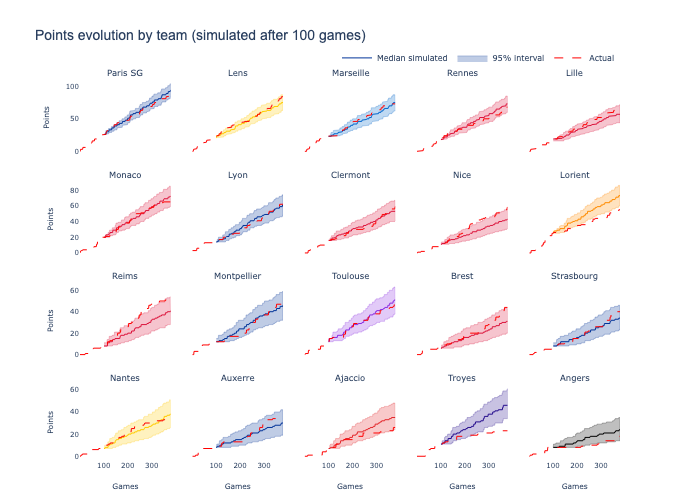 Points evolution by team (simulated after 100 games)
Median simulated 95% interval Actual
Paris SG Lens Marseille Rennes Lille
100
50
0
Points
Monaco Lyon Clermont Nice Lorient
80
60
40
20
0
Points
Reims Montpellier Toulouse Brest Strasbourg
60
40
20
0
Points
Nantes Auxerre Ajaccio Troyes Angers
60
40
20
0
Points
100 200 300 100 200 300 100 200 300 100 200 300 100 200 300
Games Games Games Games Games